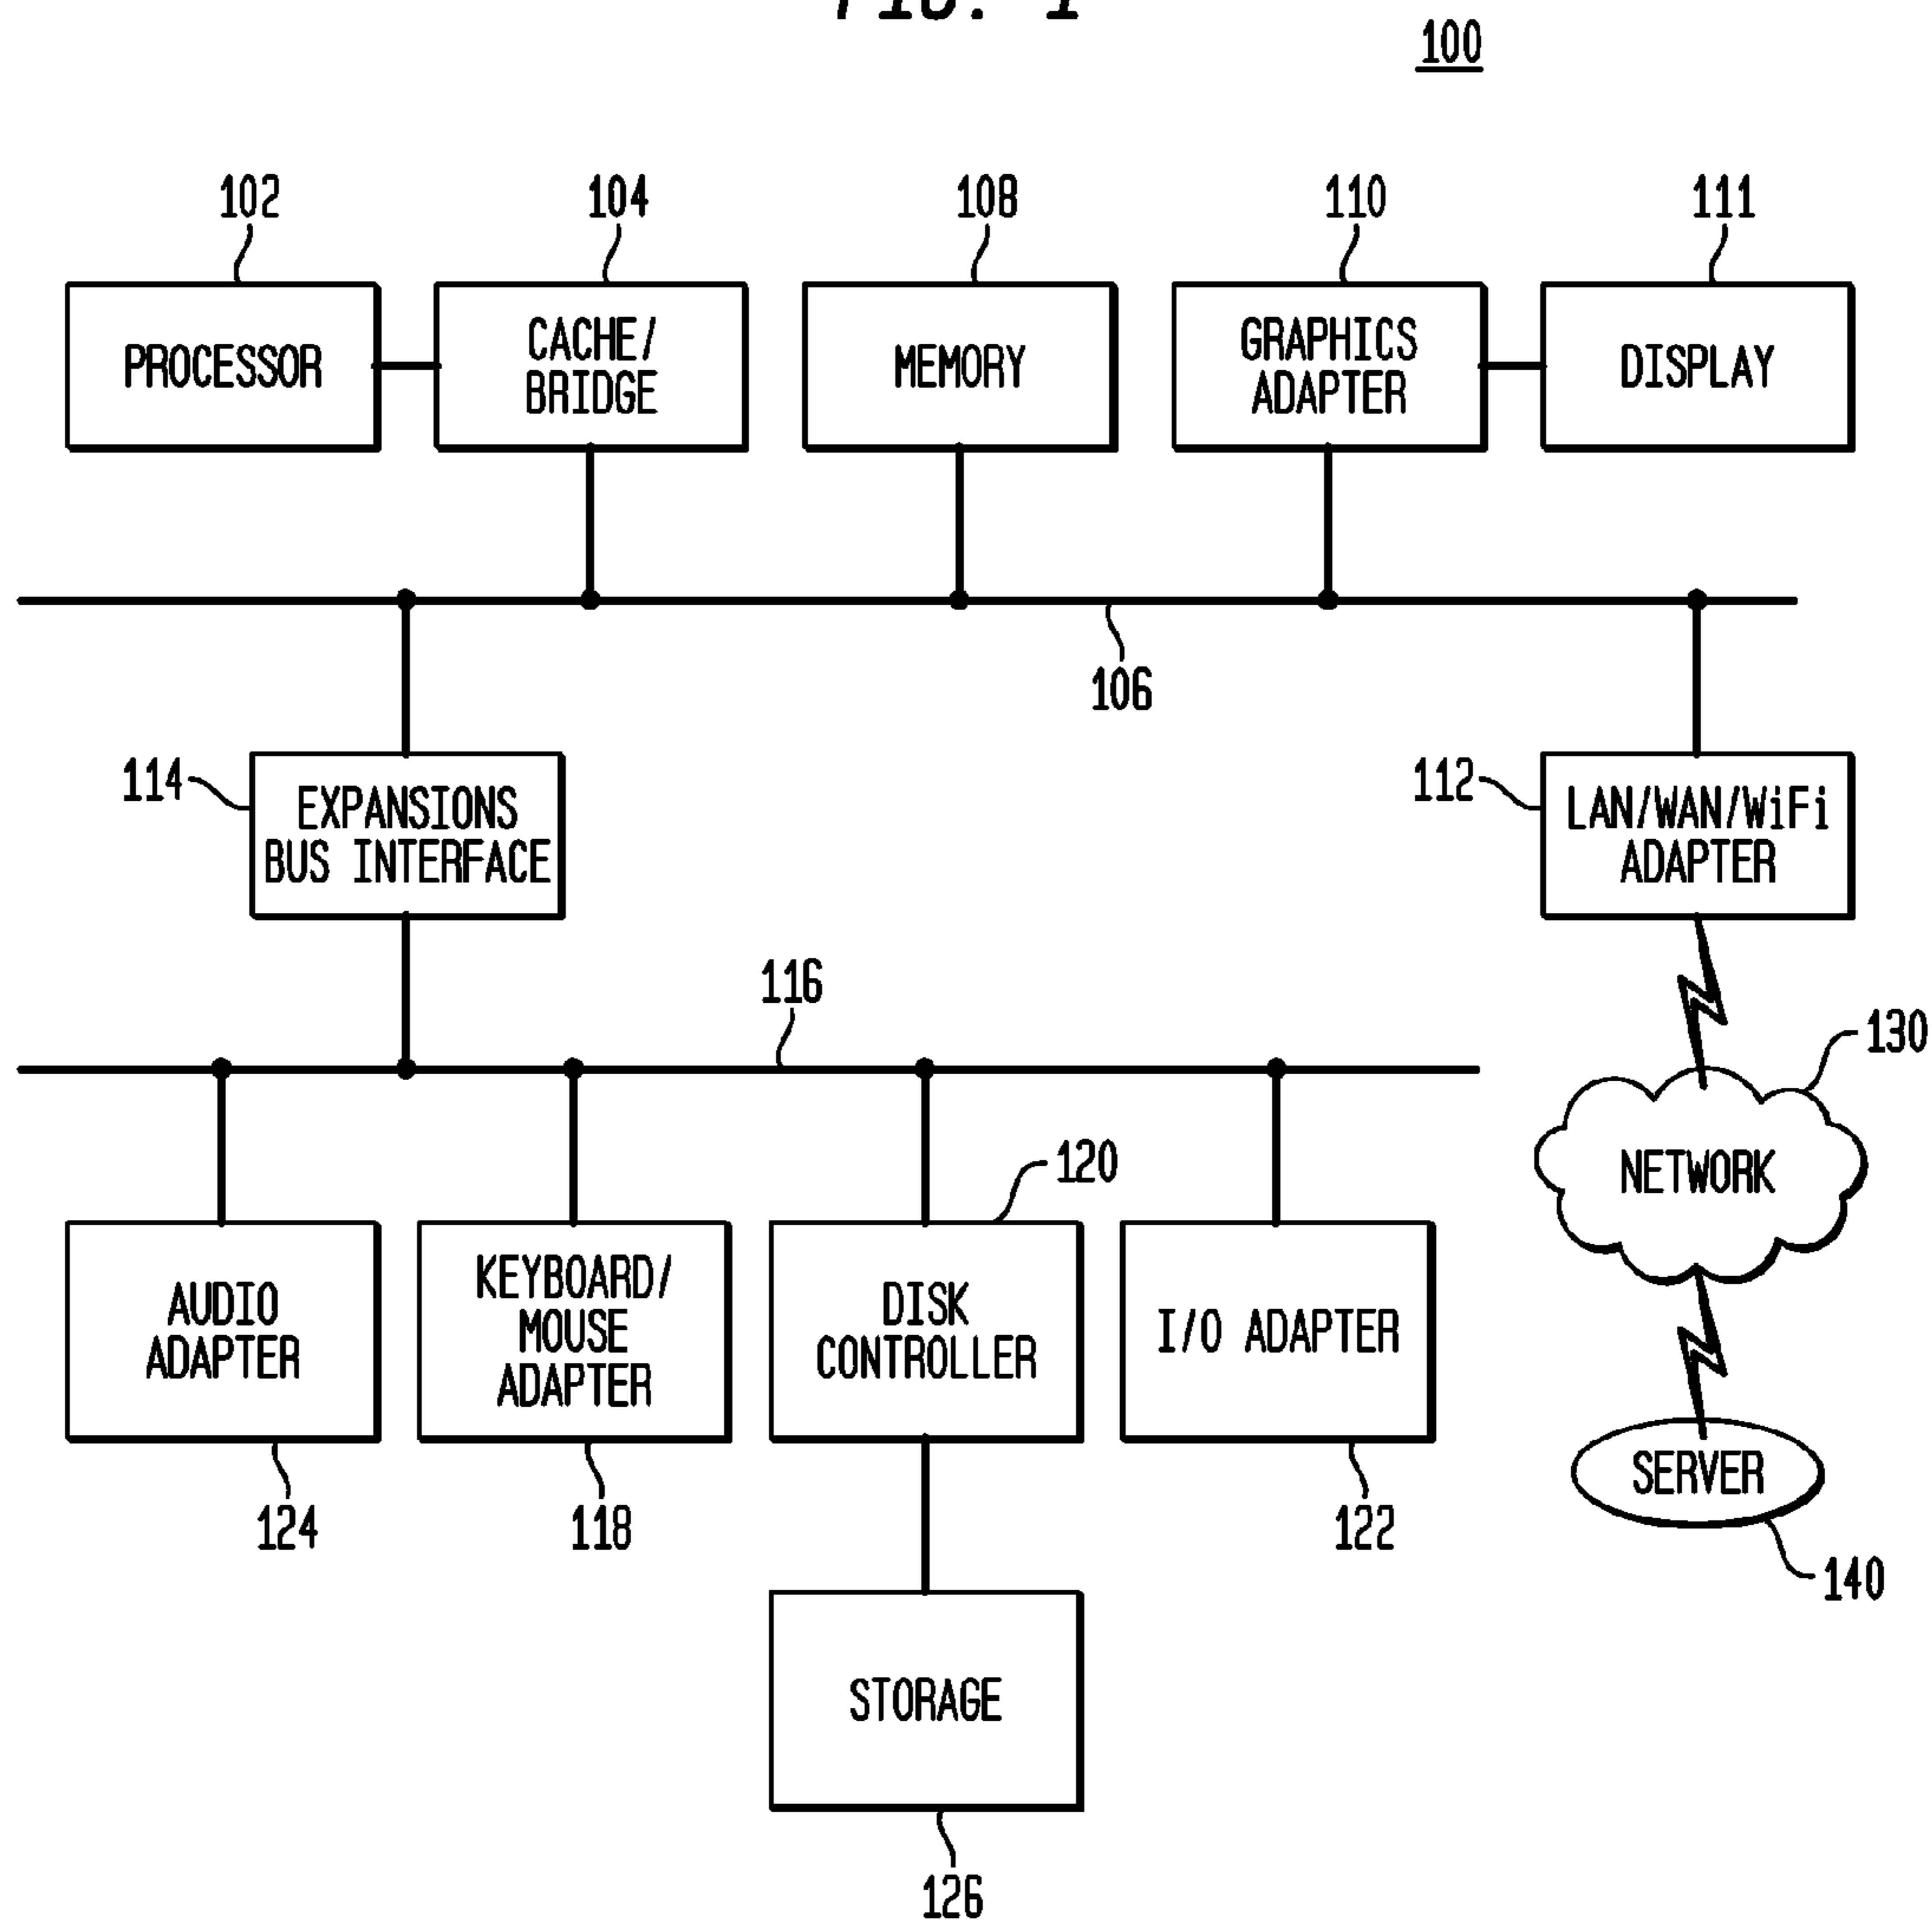 FIG. 1
100
102
104
108
110
111
PROCESSOR
CACHE/
BRIDGE
MEMORY
GRAPHICS
ADAPTER
DISPLAY
106
114
EXPANSIONS
BUS INTERFACE
112
LAN/WAN/WiFi
ADAPTER
116
130
NETWORK
120
AUDIO
ADAPTER
KEYBOARD/
MOUSE
ADAPTER
DISK
CONTROLLER
I/O ADAPTER
SERVER
124
118
122
140
STORAGE
126